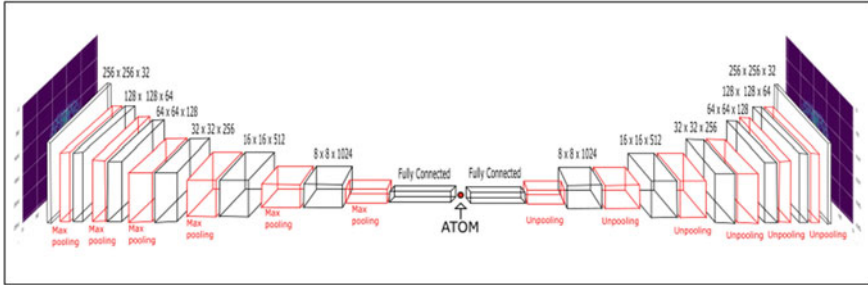 256 x 256 x 32
128 x 128 x 64
64 x 64 x 128
32 x 32 x 256
16 x 16 x 512
8 x 8 x 1024
Fully Connected
Fully Connected
8 x 8 x 1024
16 x 16 x 512
32 x 32 x 256
64 x 64 x 128
128 x 128 x 64
256 x 256 x 32
Max
pooling
Max
pooling
Max
pooling
Max
pooling
Max
pooling
Max
pooling
ATOM
Unpooling
Unpooling
Unpooling
Unpooling
Unpooling
Unpooling